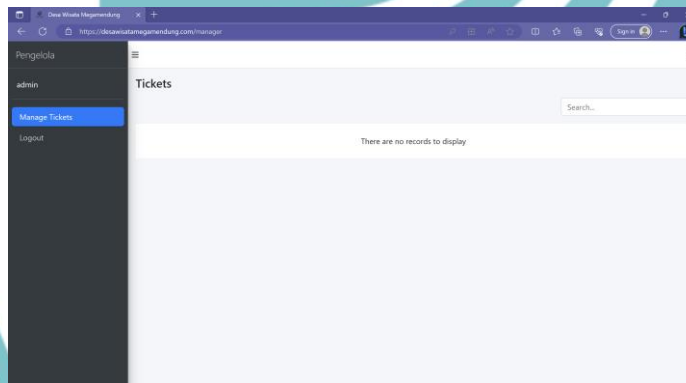 Desa Wisata Megamendung
https://desawisatamegamendung.com/manager
Sign in
Pengelola
admin
Tickets
Search...
Manage Tickets
There are no records to display
Logout